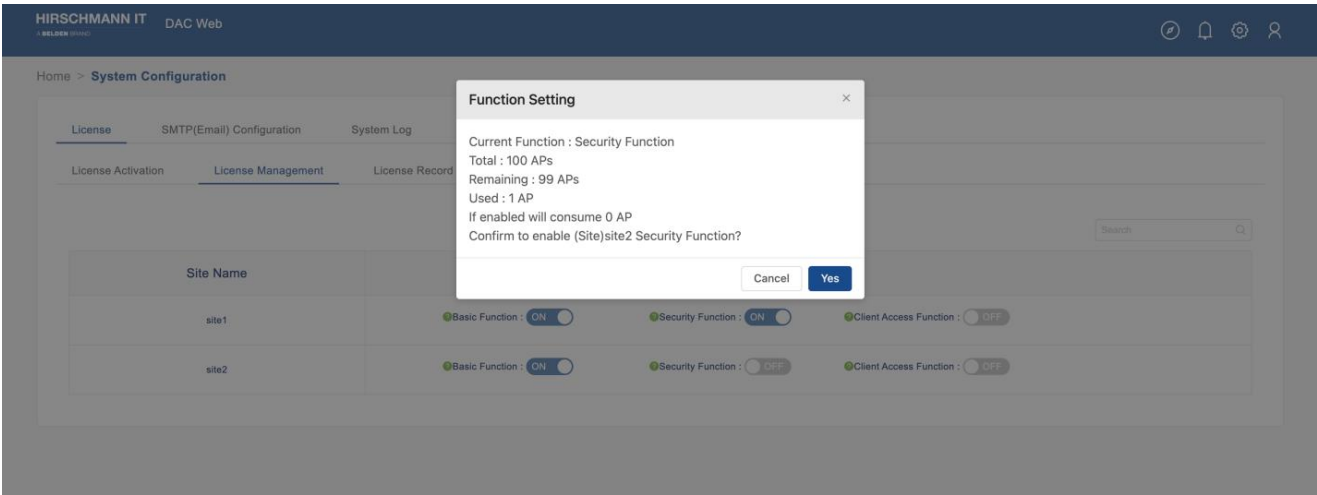 HIRSCHMANN IT
A BELDEN BRAND
DAC Web
Home > System Configuration
Function Setting
License
SMTP(Email) Configuration
System Log
Current Function : Security Function
Total : 100 APs
Remaining : 99 APs
Used : 1 AP
If enabled will consume 0 AP
Confirm to enable (Site)site2 Security Function?
License Activation
License Management
License Record
Search
Cancel
Yes
Site Name
site1
Basic Function : ON
Security Function : ON
Client Access Function : OFF
site2
Basic Function : ON
Security Function : OFF
Client Access Function : OFF